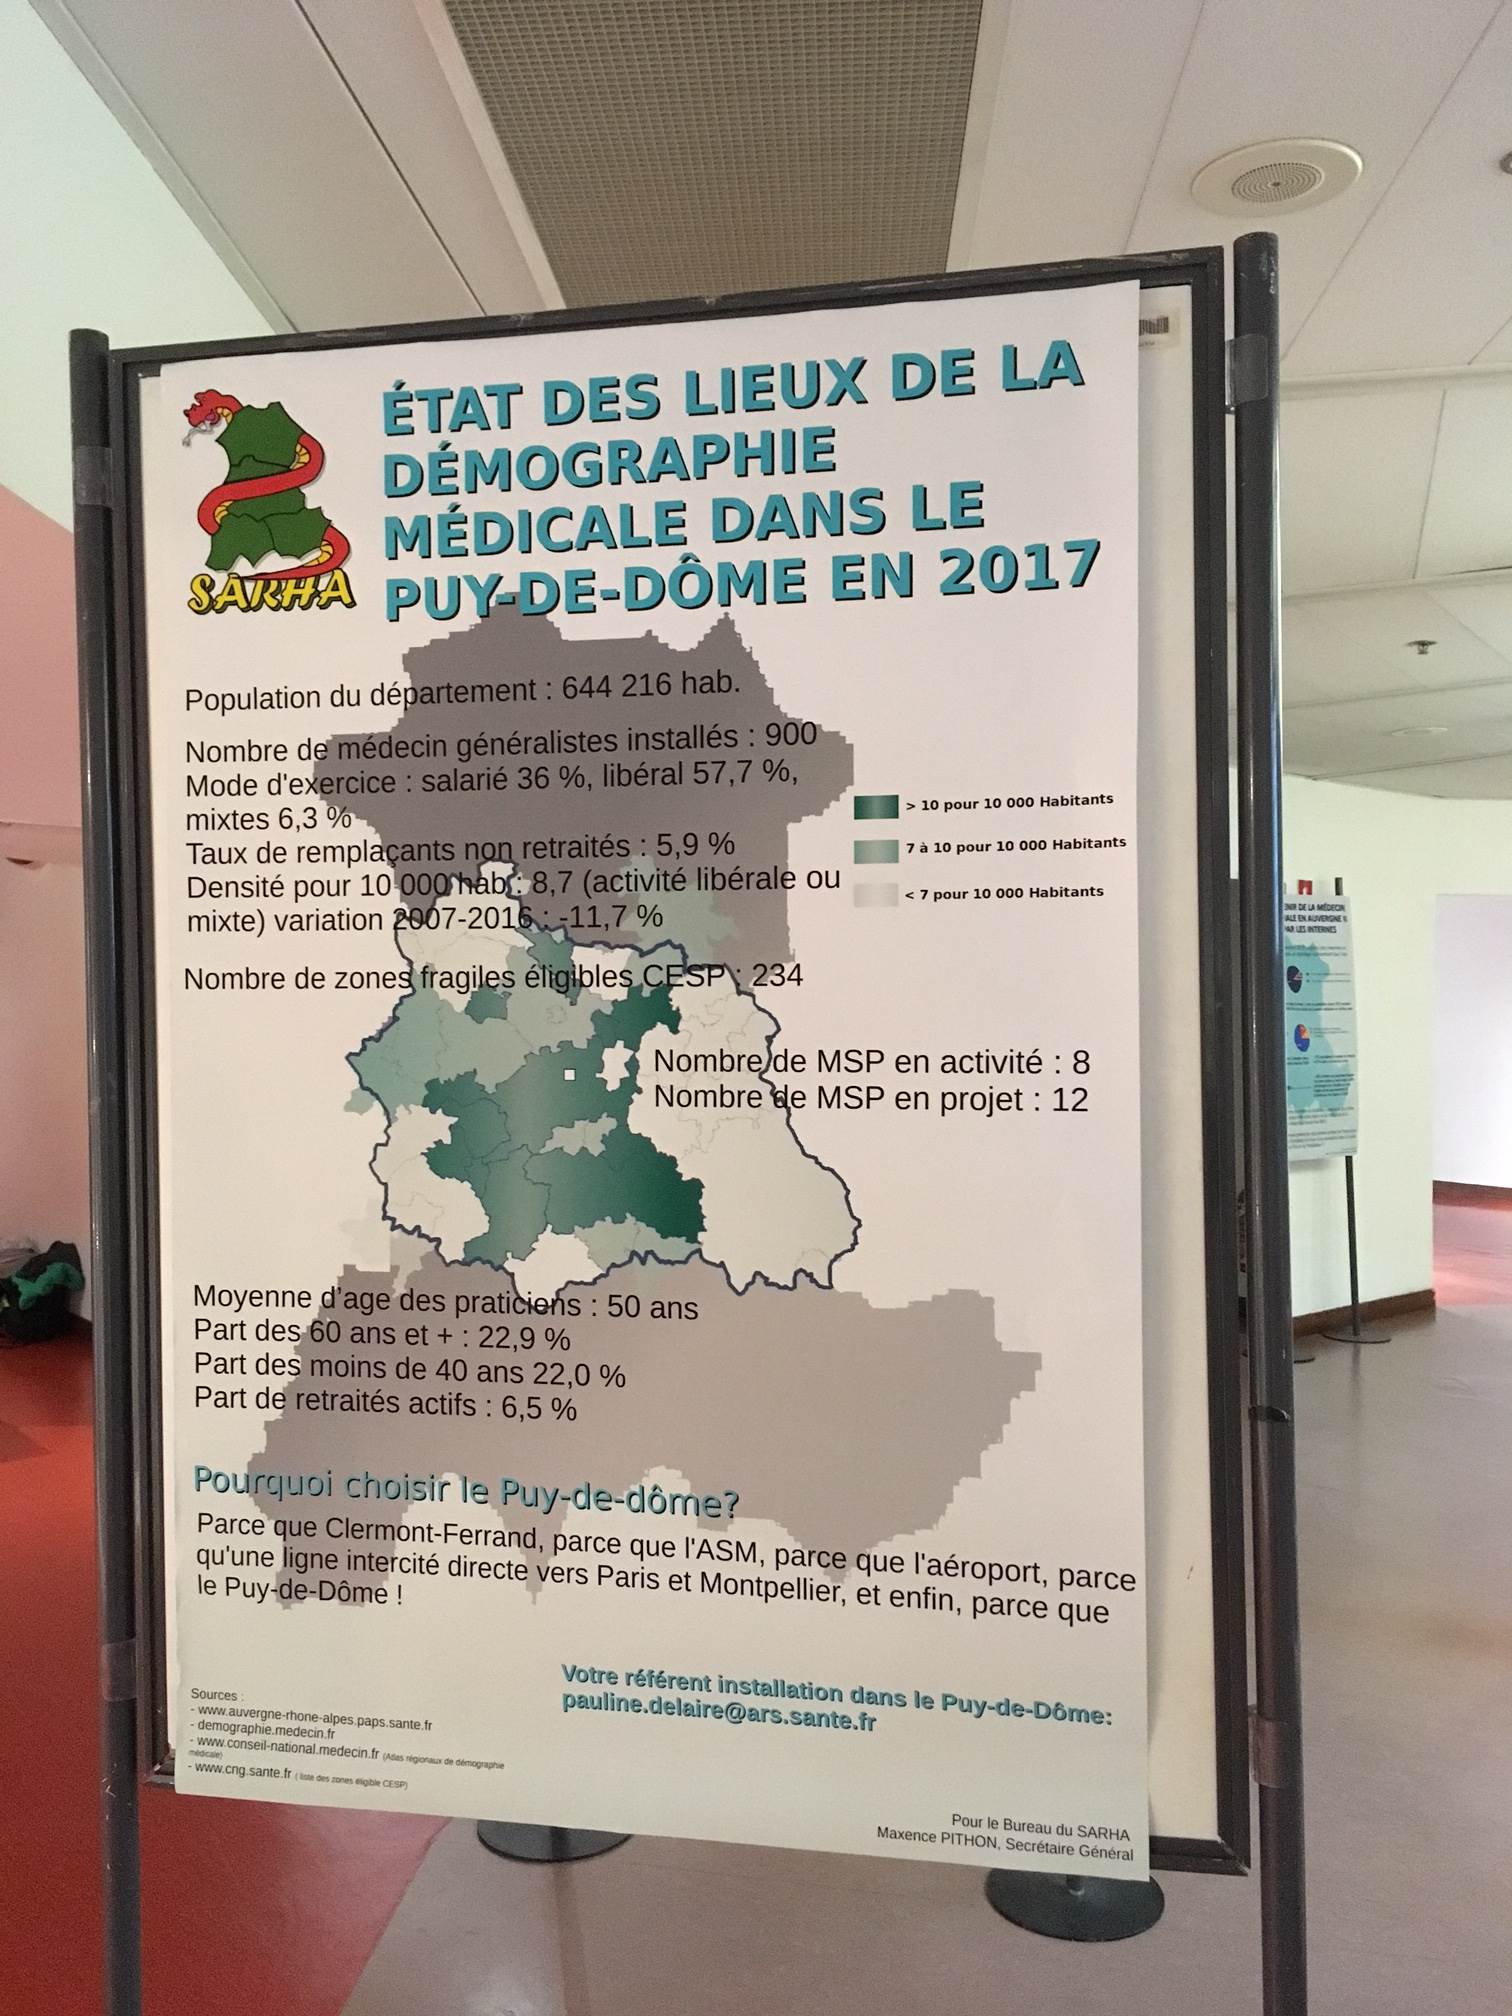 ÉTAT DES LIEUX DE LA
DÉMOGRAPHIE
MÉDICALE DANS LE
PUY-DE-DÔME EN 2017
SARHA
Population du département : 644 216 hab.
Nombre de médecin généralistes installés : 900
Mode d'exercice : salarié 36 %, libéral 57,7 %,
mixtes 6,3 %
Taux de remplaçants non retraités : 5,9 %
Densité pour 10 000 hab : 8,7 (activité libérale ou
mixte) variation 2007-2016 : -11,7 %
Nombre de zones fragiles éligibles CESP : 234
> 10 pour 10 000 Habitants
7 à 10 pour 10 000 Habitants
< 7 pour 10 000 Habitants
Nombre de MSP en activité : 8
Nombre de MSP en projet : 12
Moyenne d'age des praticiens : 50 ans
Part des 60 ans et + : 22,9 %
Part des moins de 40 ans 22,0 %
Part de retraités actifs : 6,5 %
Pourquoi choisir le Puy-de-dôme?
Parce que Clermont-Ferrand, parce que l'ASM, parce que l'aéroport, parce
qu'une ligne intercité directe vers Paris et Montpellier, et enfin, parce que
le Puy-de-Dôme !
Votre référent installation dans le Puy-de-Dôme:
pauline.delaire@ars.sante.fr
Sources :
- www.auvergne-rhone-alpes.paps.sante.fr
- demographie.medecin.fr
- www.conseil-national.medecin.fr (Atlas régionaux de démographie
médicale)
- www.cng.sante.fr ( liste des zones éligible CESP)
Pour le Bureau du SARHA
Maxence PITHON, Secrétaire Général
DE LA MÉDECIN
EN AUVERGNE
PAR LES INTERNES